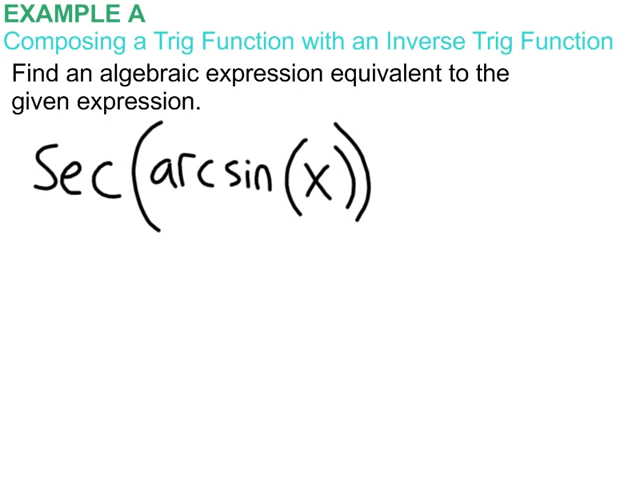 EXAMPLE A
Composing a Trig Function with an Inverse Trig Function
Find an algebraic expression equivalent to the
given expression.
Sec(arcsin(x))